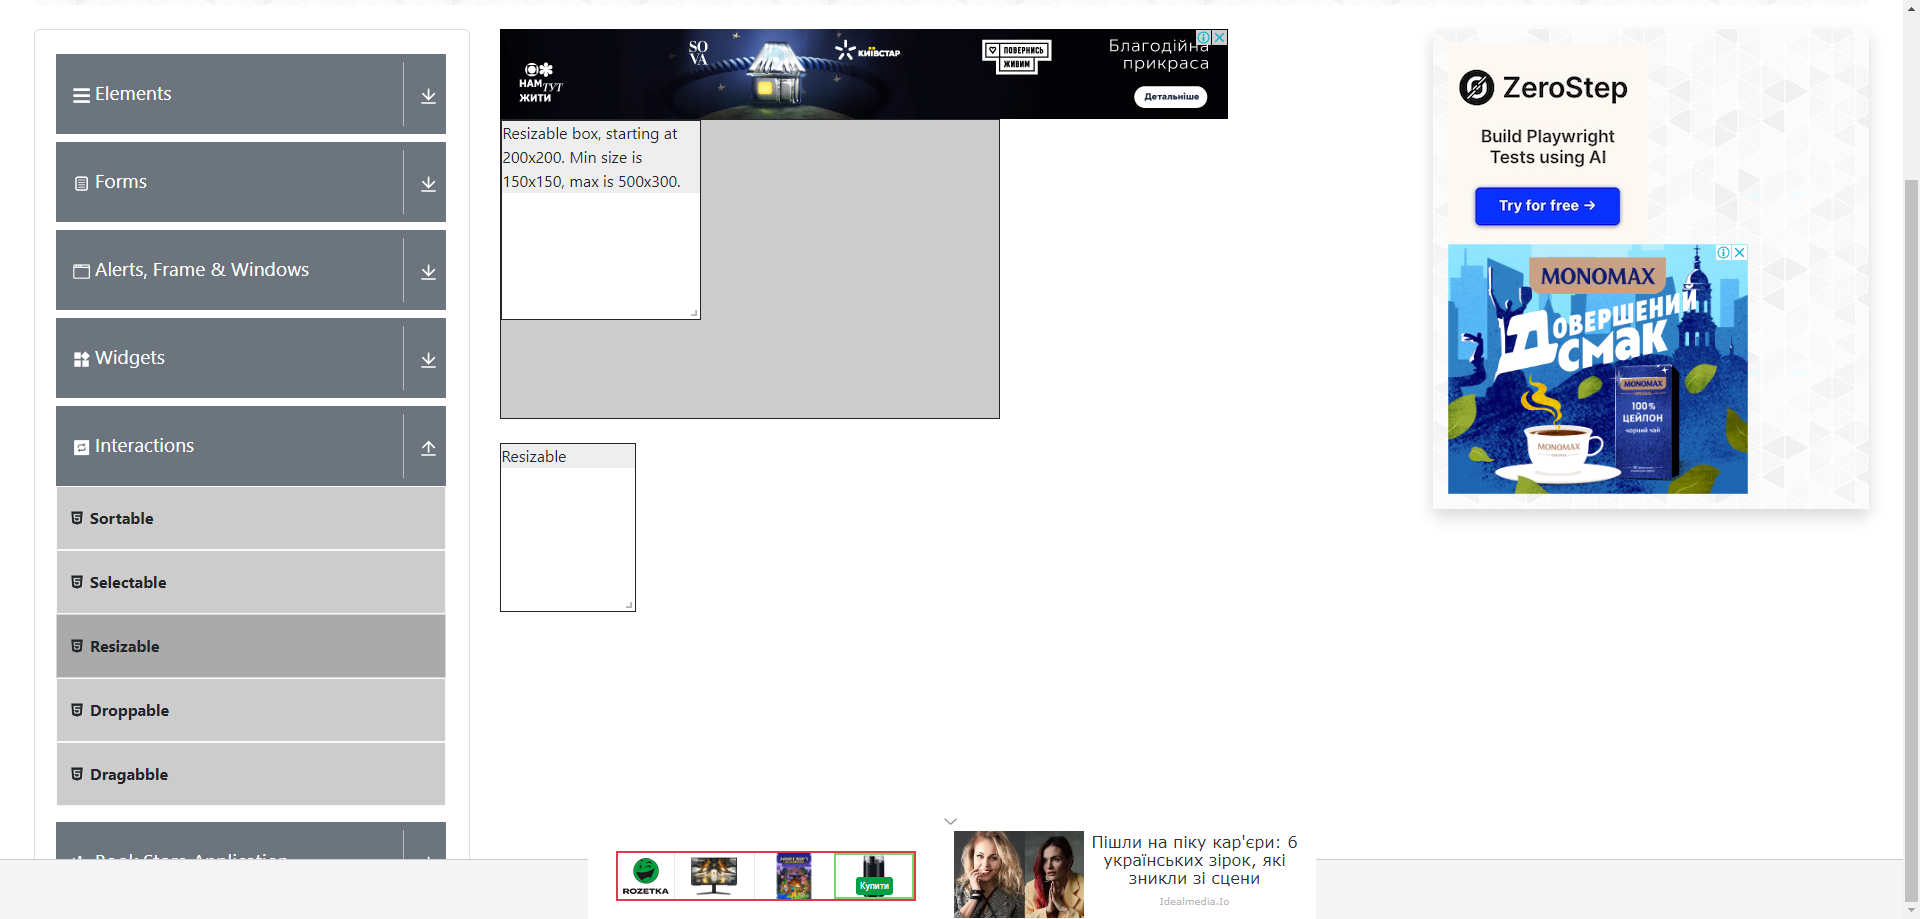 Elements
Forms
Alerts, Frame & Windows
Widgets
Interactions
Sortable
Selectable
Resizable
Droppable
Dragabble
SO
VA
КИЇВСТАР
ПОВЕРНИСЬ
ЖИВИМ
Благодійна
прикраса
Детальніше
НАМ ТУТ
ЖИТИ
Resizable box, starting at
200x200. Min size is
150x150, max is 500x300.
Resizable
ZeroStep
Build Playwright
Tests using AI
Try for free →
MONOMAX
ДОВЕРШЕНИЙ
СМАК
MONOMAX
100%
ЦЕЙЛОН
чорний чай
MONOMAX
ROZETKA
Купити
Пішли на піку кар'єри: 6
українських зірок, які
зникли зі сцени
Idealmedia.Io